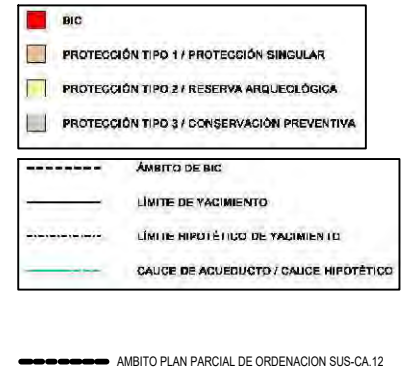 BIC
PROTECCIÓN TIPO 1 / PROTECCIÓN SINGULAR
PROTECCIÓN TIPO 2 / RESERVA ARQUEOLÓGICA
PROTECCIÓN TIPO 3 / CONSERVACIÓN PREVENTIVA
ÁMBITO DE BIC
LÍMITE DE YACIMIENTO
LÍMITE HIPOTÉTICO DE YACIMIENTO
CAUCE DE ACUEDUCTO / CAUCE HIPOTÉTICO
AMBITO PLAN PARCIAL DE ORDENACION SUS-CA.12